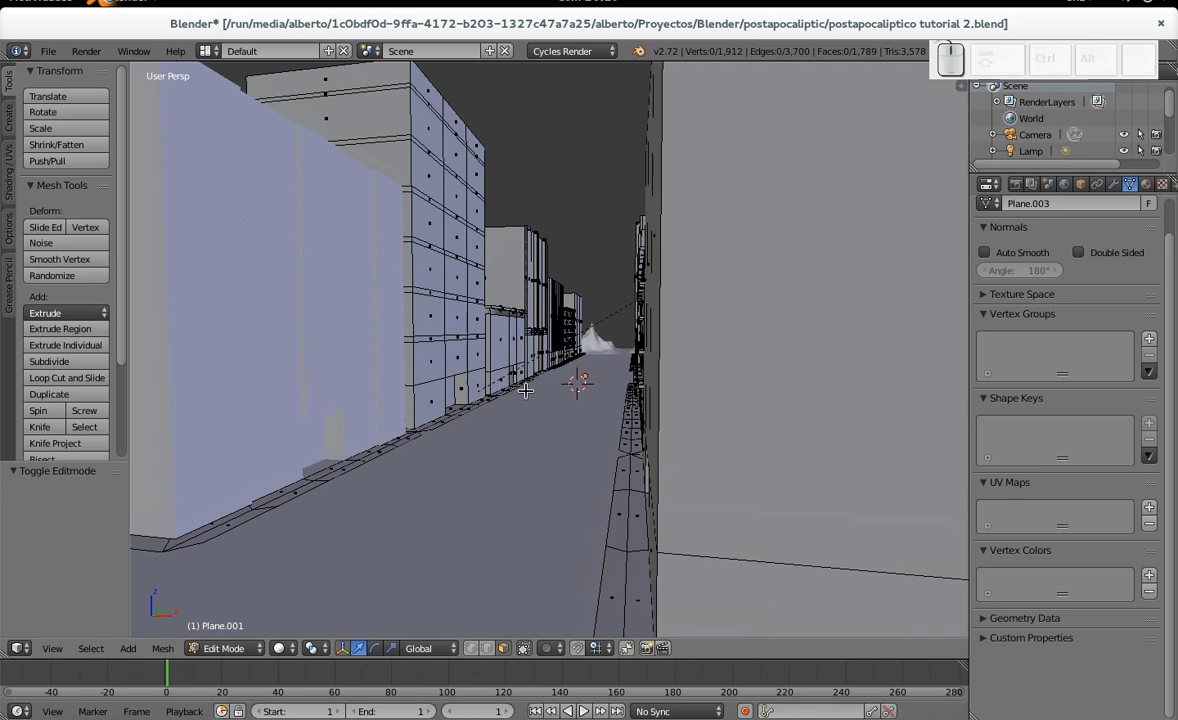 Blender* [/run/media/alberto/1c0bdf0d-9ffa-4172-b203-1327c47a7a25/alberto/Proyectos/Blender/postapocaliptic/postapocaliptico tutorial 2.blend]
File Render Window Help Default Scene Cycles Render v2.72 | Verts:0/1,912 | Edges:0/3,700 | Faces:0/1,789 | Tris:3,578
Ctrl Alt
Tools
Create
Shading/UVs
Options
Grease Pencil
Transform
Translate
Rotate
Scale
Shrink/Fatten
Push/Pull
Mesh Tools
Deform:
Slide Ed Vertex
Noise
Smooth Vertex
Randomize
Add:
Extrude
Extrude Region
Extrude Individual
Subdivide
Loop Cut and Slide
Duplicate
Spin Screw
Knife Select
Knife Project
Bisect
Toggle Editmode
User Persp
(1) Plane.001
Scene
RenderLayers
World
Camera
Lamp
Plane.003 F
Normals
Auto Smooth Double Sided
Angle: 180°
Texture Space
Vertex Groups
Shape Keys
UV Maps
Vertex Colors
Geometry Data
Custom Properties
View Select Add Mesh Edit Mode Global
-40 -20 0 20 40 60 80 100 120 140 160 180 200 220 240 260 280
View Marker Frame Playback Start: 1 End: 1 1 No Sync